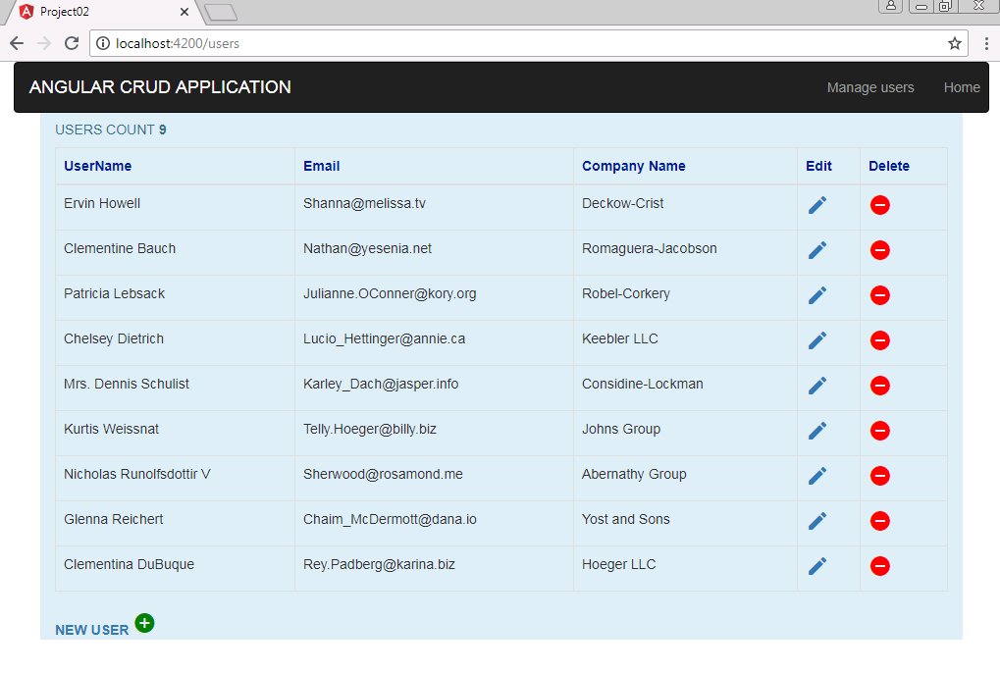 Project02
localhost:4200/users
ANGULAR CRUD APPLICATION Manage users Home
USERS COUNT 9
UserName Email Company Name Edit Delete
Ervin Howell Shanna@melissa.tv Deckow-Crist
Clementine Bauch Nathan@yesenia.net Romaguera-Jacobson
Patricia Lebsack Julianne.OConner@kory.org Robel-Corkery
Chelsey Dietrich Lucio_Hettinger@annie.ca Keebler LLC
Mrs. Dennis Schulist Karley_Dach@jasper.info Considine-Lockman
Kurtis Weissnat Telly.Hoeger@billy.biz Johns Group
Nicholas Runolfsdottir V Sherwood@rosamond.me Abernathy Group
Glenna Reichert Chaim_McDermott@dana.io Yost and Sons
Clementina DuBuque Rey.Padberg@karina.biz Hoeger LLC
NEW USER